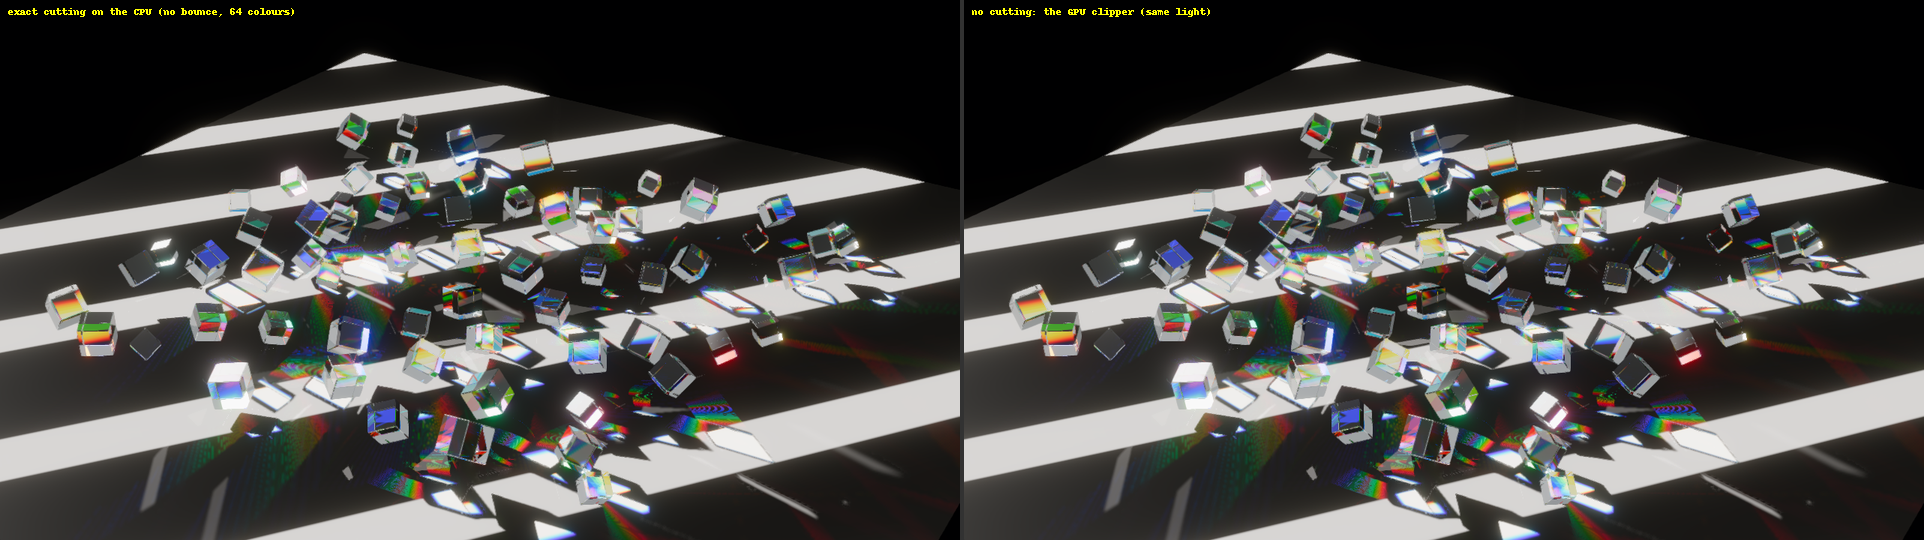 exact cutting on the CPU (no bounce, 64 colours)
no cutting: the GPU clipper (same light)